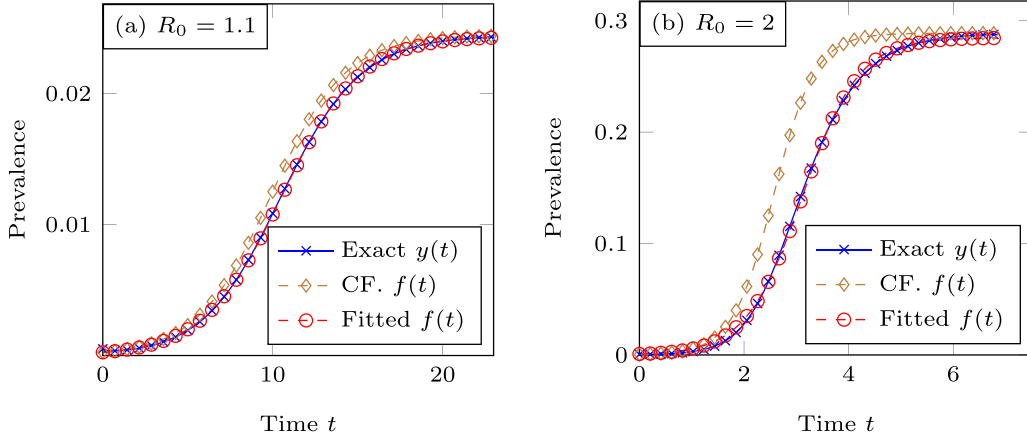 (a) R₀ = 1.1
0.02
0.01
Prevalence
Exact y(t)
CF. f(t)
Fitted f(t)
0
10
20
Time t
(b) R₀ = 2
0.3
0.2
0.1
0
Prevalence
Exact y(t)
CF. f(t)
Fitted f(t)
0
2
4
6
Time t